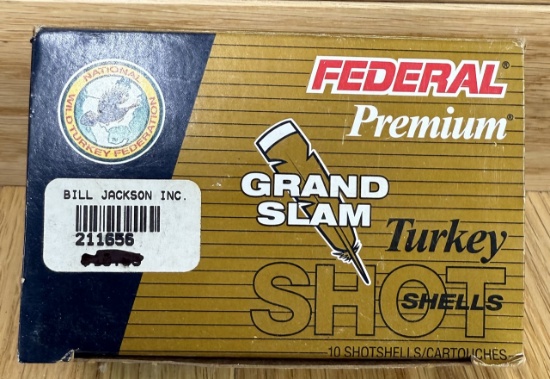 NATIONAL
WILD TURKEY FEDERATION
FEDERAL®
Premium®
GRAND
SLAM
Turkey
SHOT
SHELLS
10 SHOTSHELLS/CARTOUCHES
BILL JACKSON INC.
211656